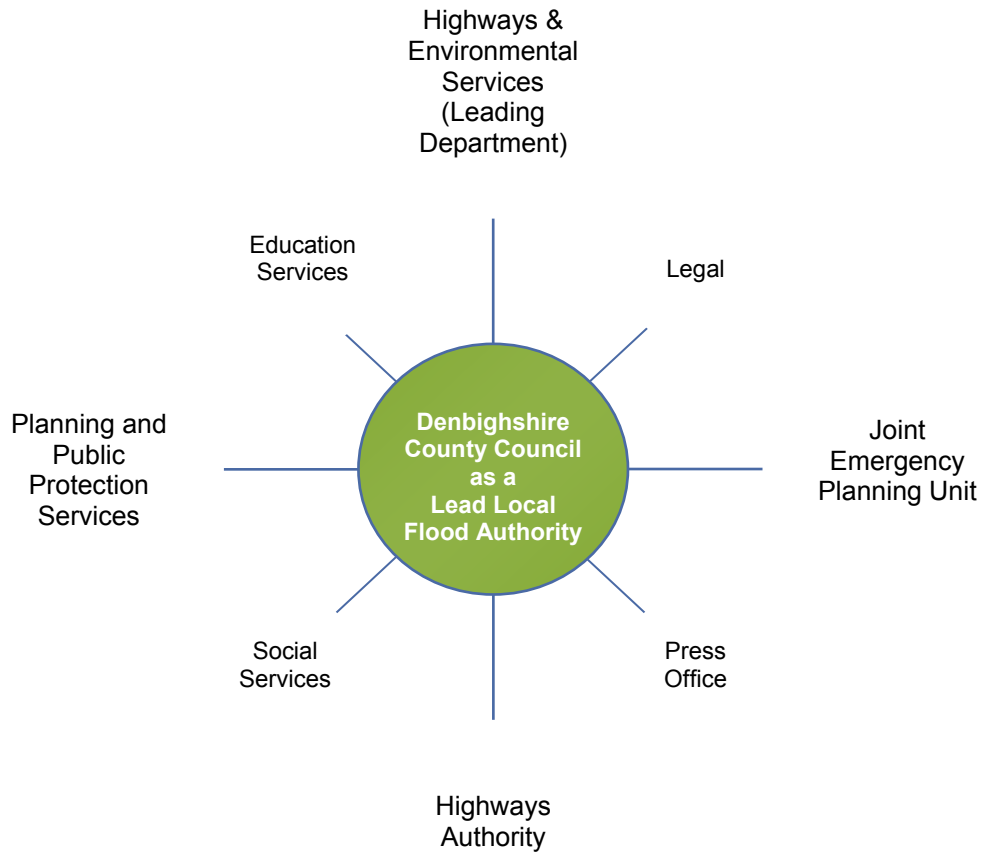 Highways &
Environmental
Services
(Leading
Department)
Education
Services
Legal
Planning and
Public
Protection
Services
Denbighshire
County Council
as a
Lead Local
Flood Authority
Joint
Emergency
Planning Unit
Social
Services
Press
Office
Highways
Authority